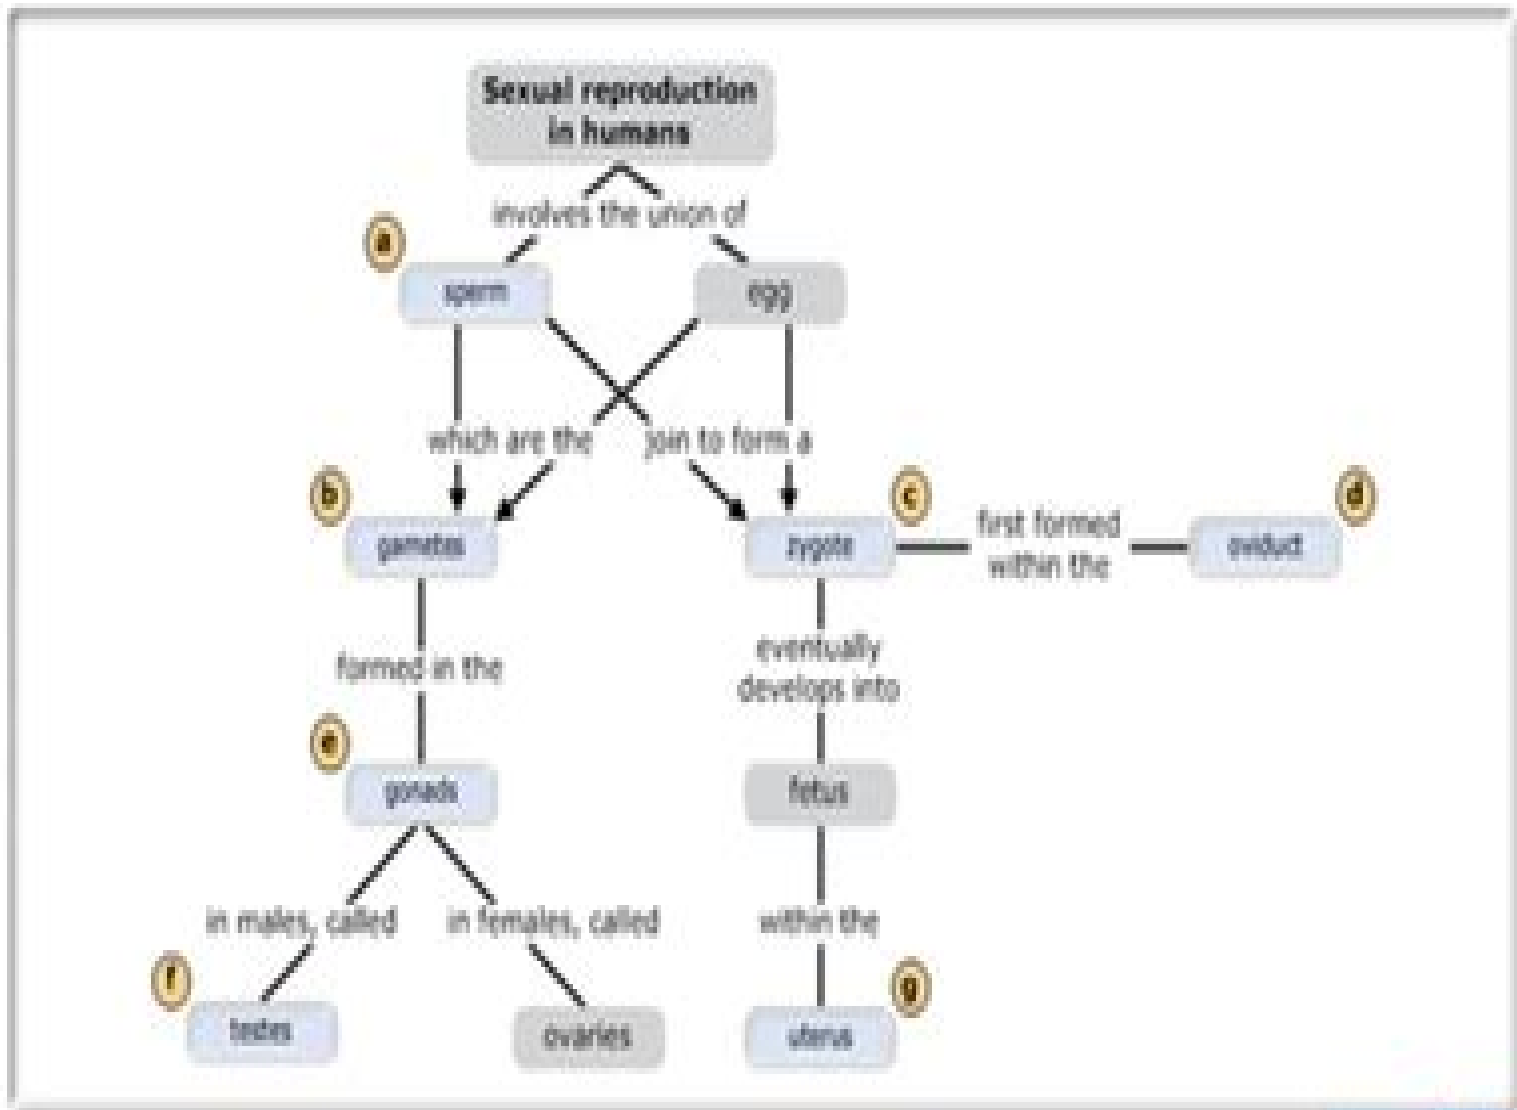 Sexual reproduction
in humans
involves the union of
a
sperm
egg
which are the
join to form a
b
gametes
c
zygote
first formed
within the
d
oviduct
formed in the
eventually
develops into
e
gonads
fetus
in males, called
in females, called
within the
f
testes
ovaries
g
uterus